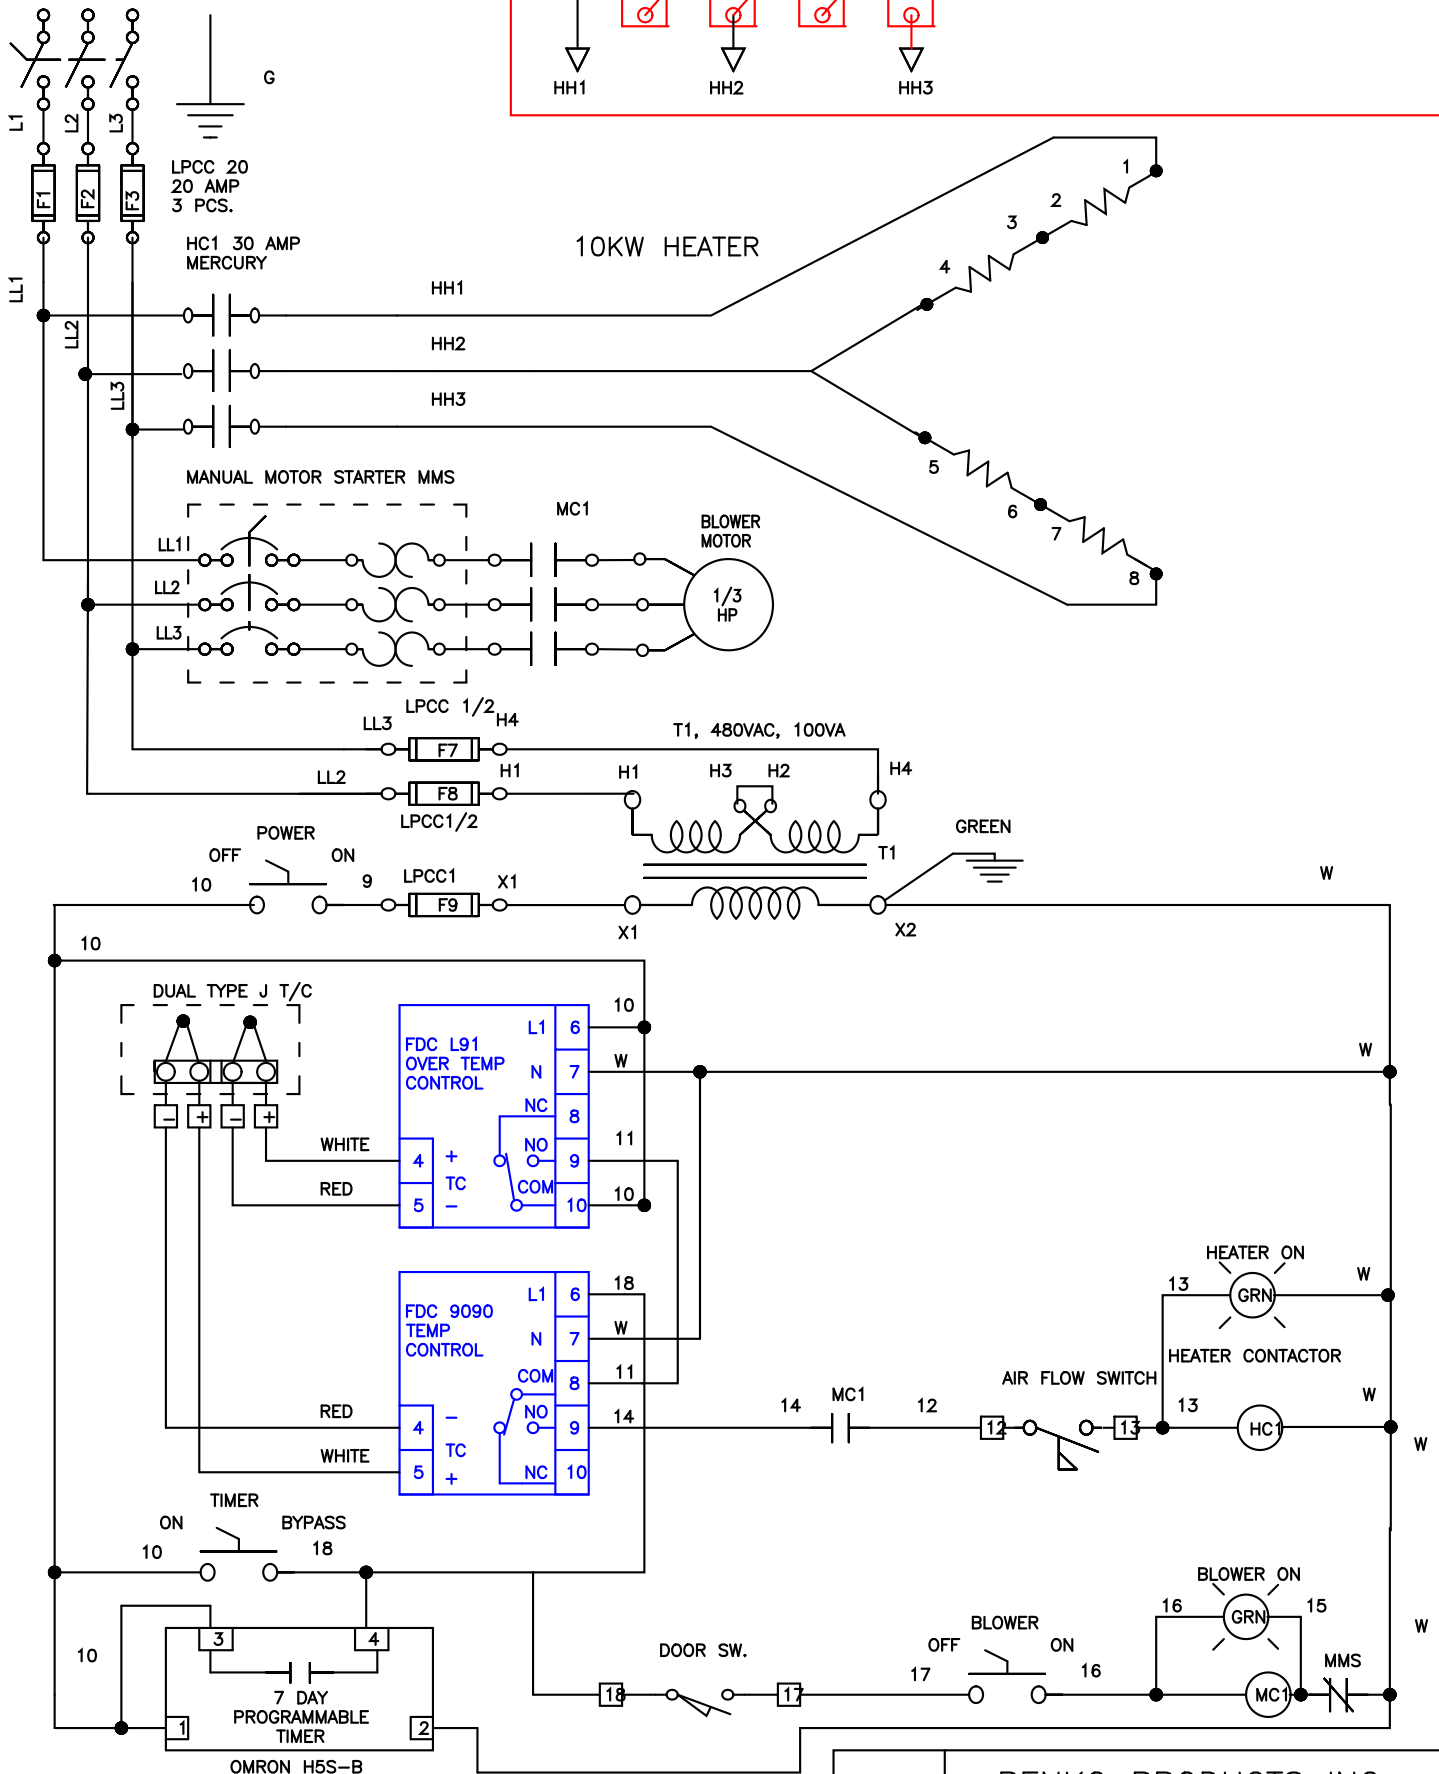 HH1
HH2
HH3
G
L1
L2
L3
LPCC 20
20 AMP
3 PCS.
F1
F2
F3
HC1 30 AMP
MERCURY
10KW HEATER
1
2
3
4
LL1
LL2
LL3
HH1
HH2
HH3
5
6
7
8
MANUAL MOTOR STARTER MMS
MC1
BLOWER
MOTOR
LL1
LL2
LL3
1/3
HP
LPCC 1/2
LL3
H4
F7
T1, 480VAC, 100VA
LL2
H1
F8
LPCC1/2
H1
H3
H2
H4
T1
GREEN
POWER
OFF
ON
10
9
LPCC1
X1
F9
X1
X2
W
10
DUAL TYPE J T/C
−
+
−
+
FDC L91
OVER TEMP
CONTROL
L1
6
10
N
7
W
W
NC
8
NO
9
11
COM
10
10
WHITE
4
+
TC
RED
5
−
FDC 9090
TEMP
CONTROL
L1
6
18
N
7
W
COM
8
11
NO
9
14
NC
10
RED
4
−
TC
WHITE
5
+
14
MC1
12
AIR FLOW SWITCH
12
13
HEATER ON
13
GRN
W
HEATER CONTACTOR
13
HC1
W
W
TIMER
ON
BYPASS
10
18
10
3
4
7 DAY
PROGRAMMABLE
TIMER
1
2
OMRON H5S-B
DOOR SW.
18
17
17
BLOWER
OFF
ON
16
BLOWER ON
16
GRN
15
W
MC1
MMS